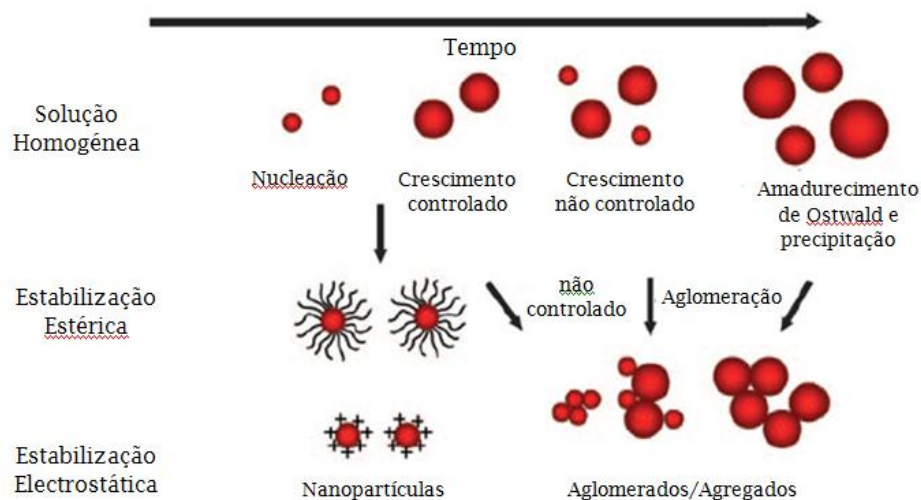 Tempo
Solução
Homogénea
Nucleação
Crescimento
controlado
Crescimento
não controlado
Amadurecimento
de Ostwald e
precipitação
Estabilização
Estérica
não
controlado
Aglomeração
Estabilização
Electrostática
Nanopartículas
Aglomerados/Agregados